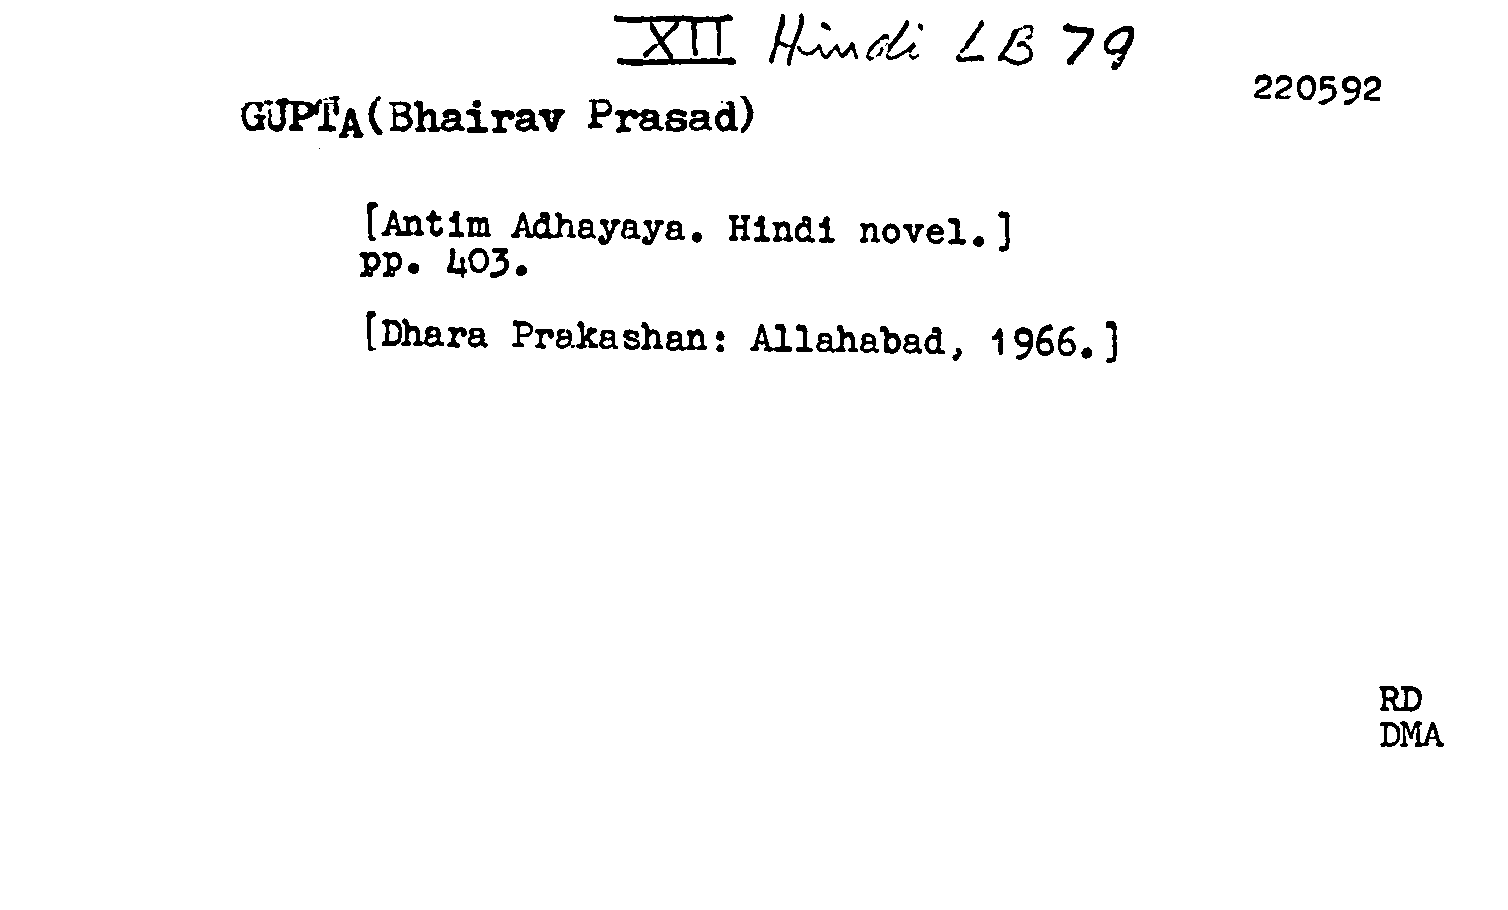 XII Hindi LB 79
220592
GUPTA(Bhairav Prasad)
[Antim Adhayaya. Hindi novel.]
pp. 403.
[Dhara Prakashan: Allahabad, 1966.]
RD
DMA